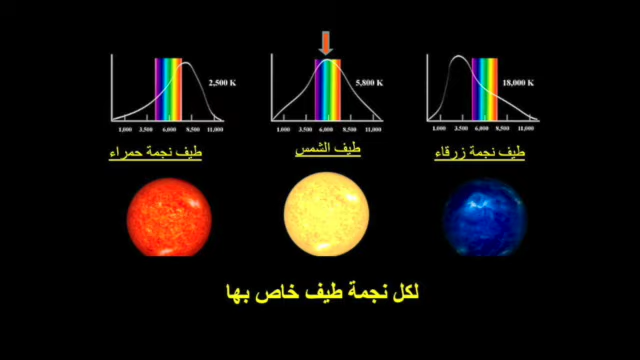 2,500 K
5,800 K
18,000 K
1,000 3,500 6,000 8,500 11,000
1,000 3,500 6,000 8,500 11,000
1,000 3,500 6,000 8,500 11,000
طيف نجمة زرقاء
طيف الشمس
طيف نجمة حمراء
لكل نجمة طيف خاص بها